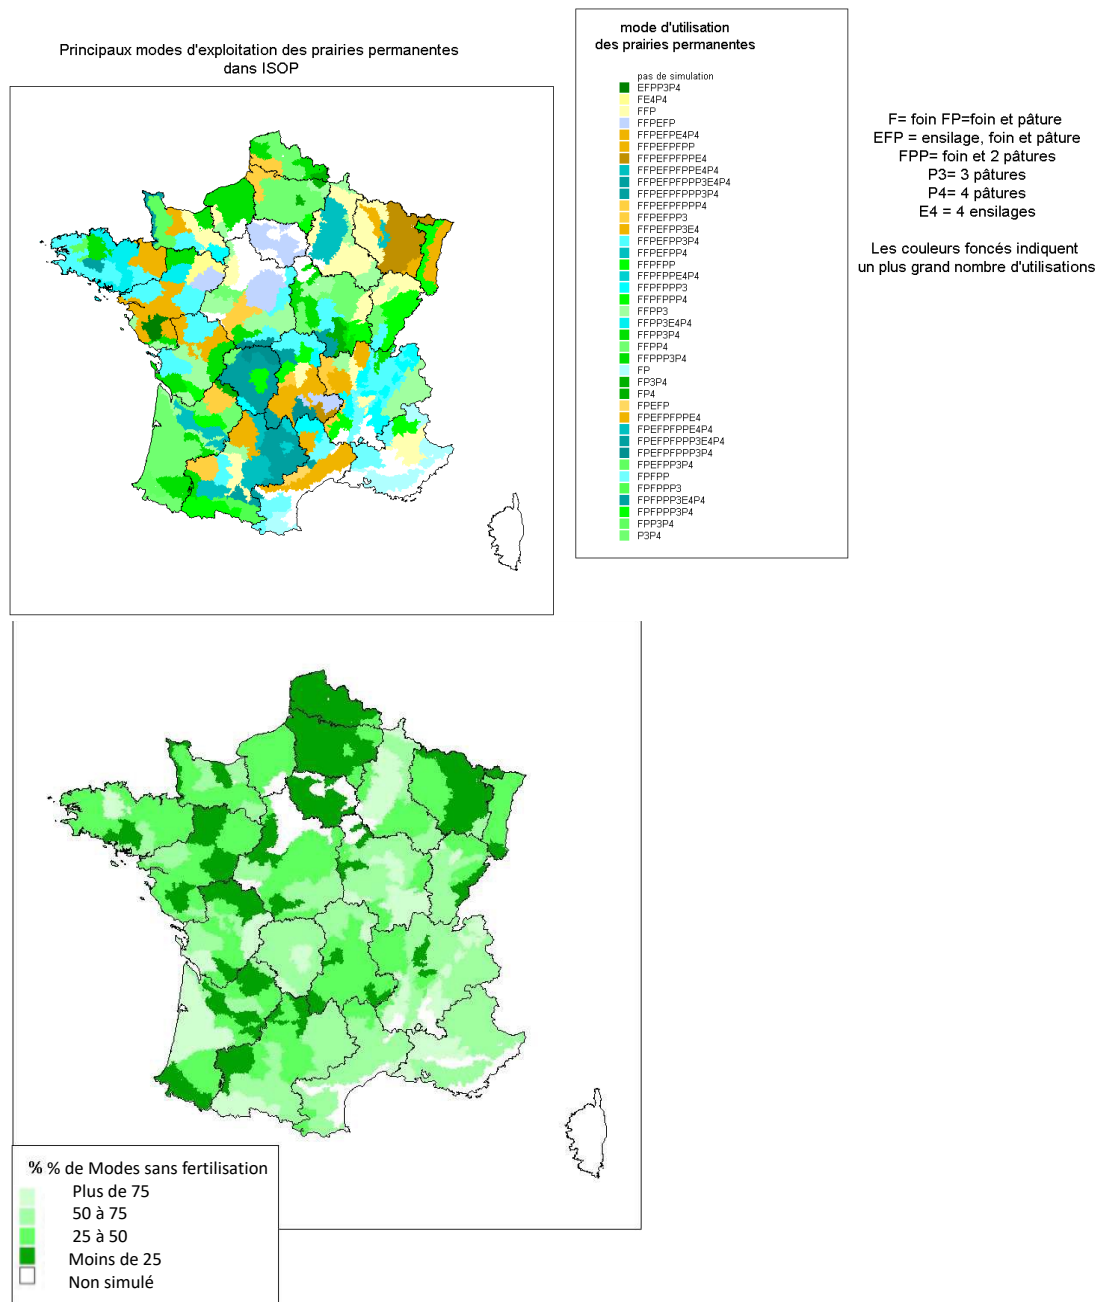 Principaux modes d'exploitation des prairies permanentes
dans ISOP
mode d'utilisation
des prairies permanentes
pas de simulation
EFPP3P4
FE4P4
FFP
FFPEFP
FFPEFPE4P4
FFPEFPFPP
FFPEFPFPPE4
FFPEFPFPPE4P4
FFPEFPFPPP3E4P4
FFPEFPFPPP3P4
FFPEFPFPPP4
FFPEFPP3
FFPEFPP3E4
FFPEFPP3P4
FFPEFPP4
FFPFPP
FFPFPPE4P4
FFPFPPP3
FFPFPPP4
FFPP3
FFPP3E4P4
FFPP3P4
FFPP4
FFPPP3P4
FP
FP3P4
FP4
FPEFP
FPEFPFPPE4
FPEFPFPPE4P4
FPEFPFPPP3E4P4
FPEFPFPPP3P4
FPEFPP3P4
FPFPP
FPFPPP3
FPFPPP3E4P4
FPFPPP3P4
FPP3P4
P3P4
F= foin FP=foin et pâture
EFP = ensilage, foin et pâture
FPP= foin et 2 pâtures
P3= 3 pâtures
P4= 4 pâtures
E4 = 4 ensilages
Les couleurs foncés indiquent
un plus grand nombre d'utilisations
% % de Modes sans fertilisation
Plus de 75
50 à 75
25 à 50
Moins de 25
Non simulé